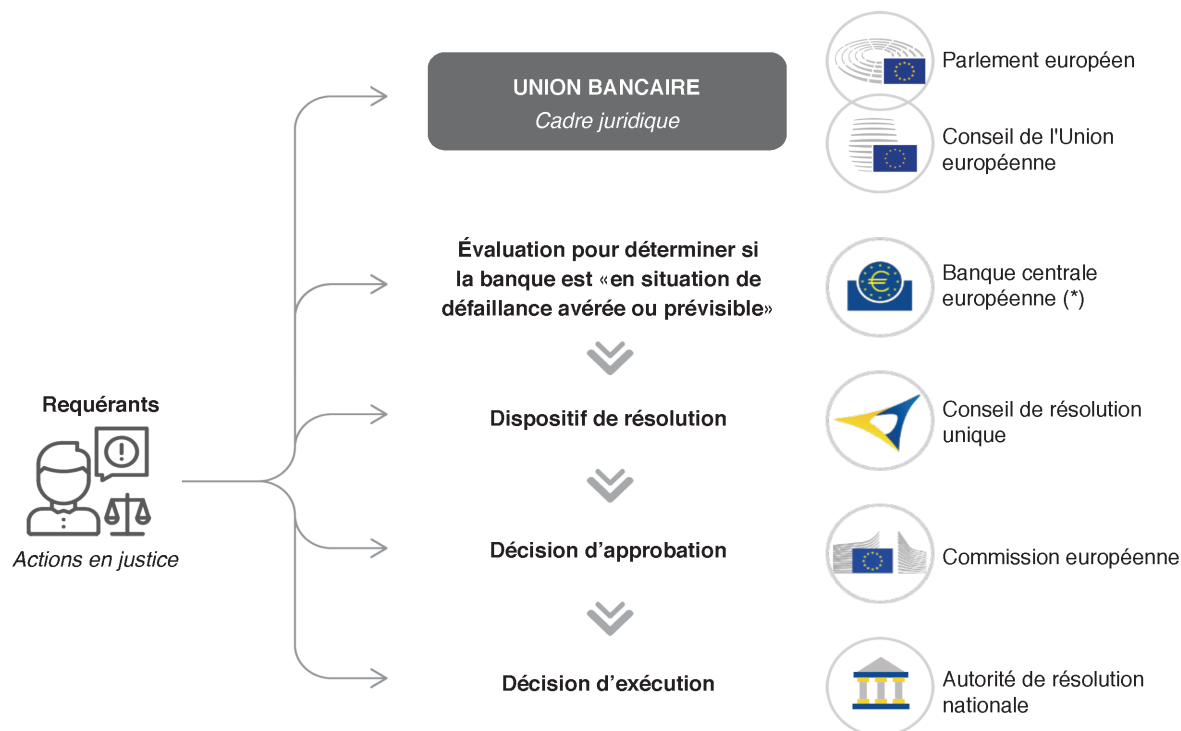 UNION BANCAIRE
Cadre juridique
Parlement européen
Conseil de l'Union
européenne
Évaluation pour déterminer si
la banque est «en situation de
défaillance avérée ou prévisible»
Banque centrale
européenne (*)
Requérants
Actions en justice
Dispositif de résolution
Conseil de résolution
unique
Décision d’approbation
Commission européenne
Décision d’exécution
Autorité de résolution
nationale